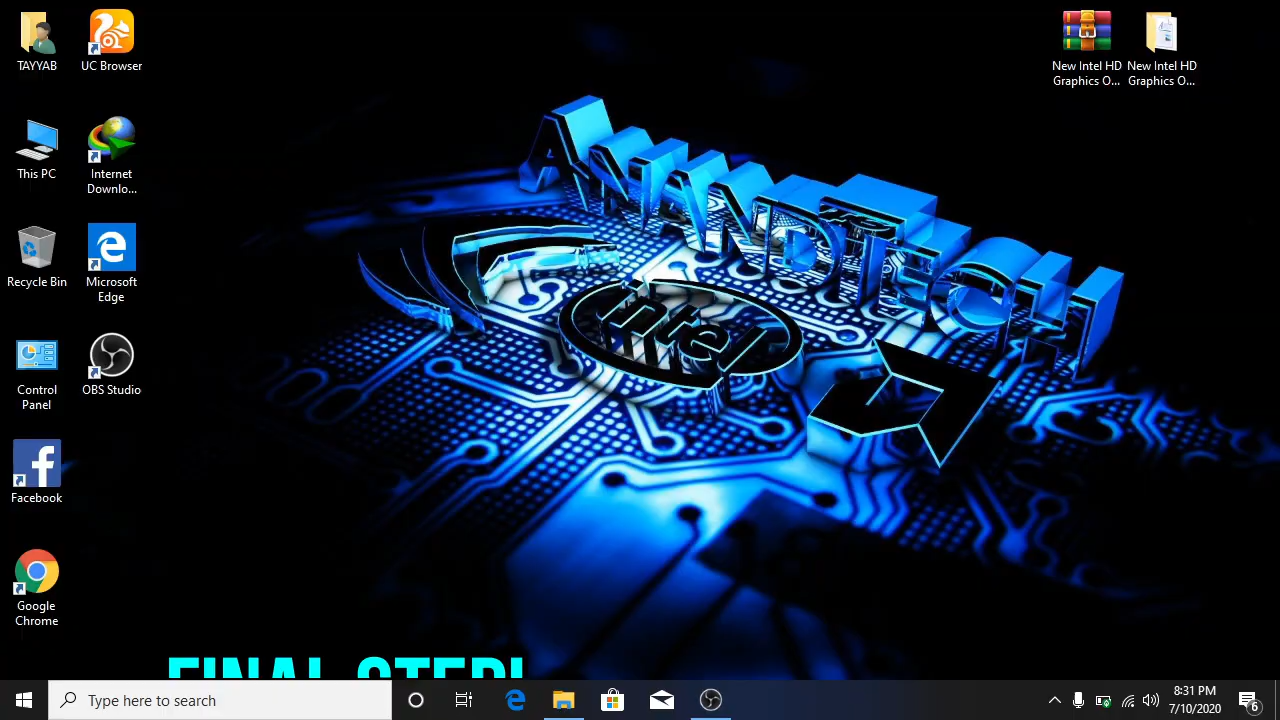 TAYYAB
UC Browser
New Intel HD
Graphics O...
New Intel HD
Graphics O...
This PC
Internet
Downlo...
Recycle Bin
Microsoft
Edge
Control
Panel
OBS Studio
Facebook
Google
Chrome
ANANDTECH
intel
FINAL STEP!
Type here to search
8:31 PM
7/10/2020
6